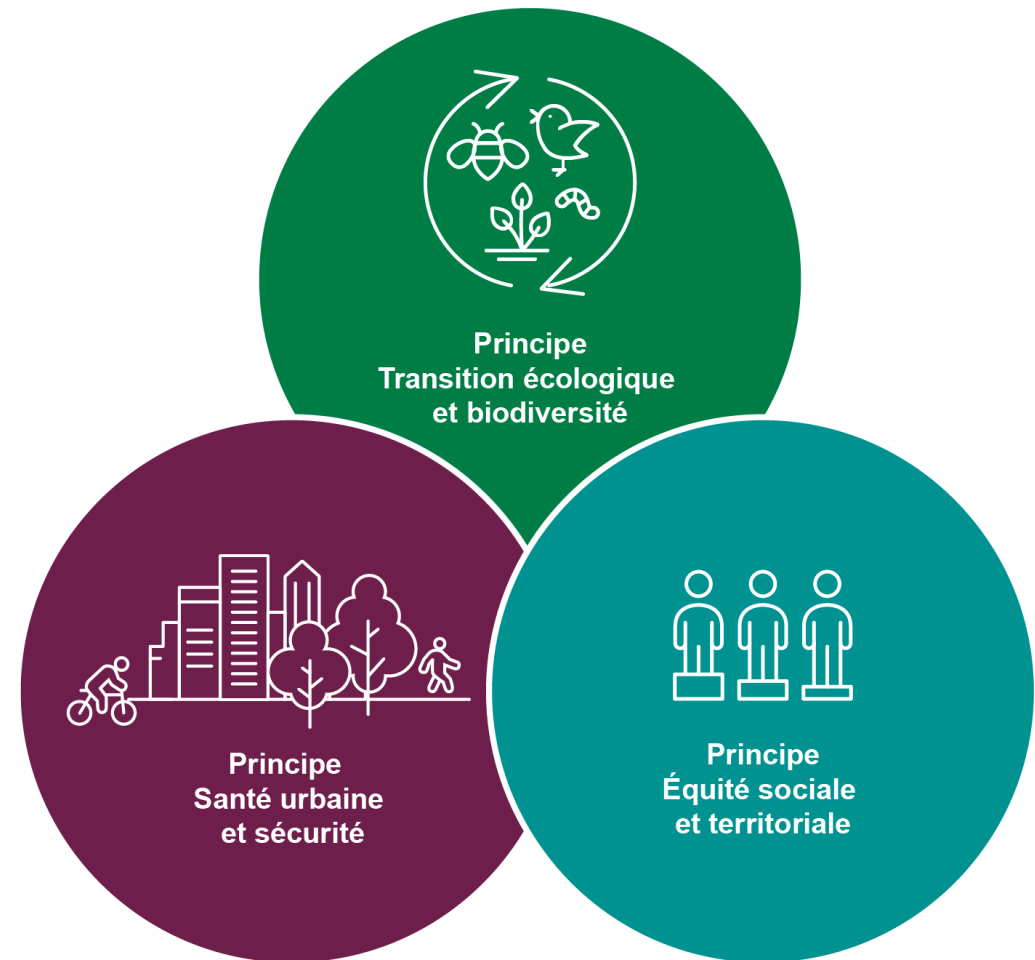 Principe
Transition écologique
et biodiversité
Principe
Santé urbaine
et sécurité
Principe
Équité sociale
et territoriale